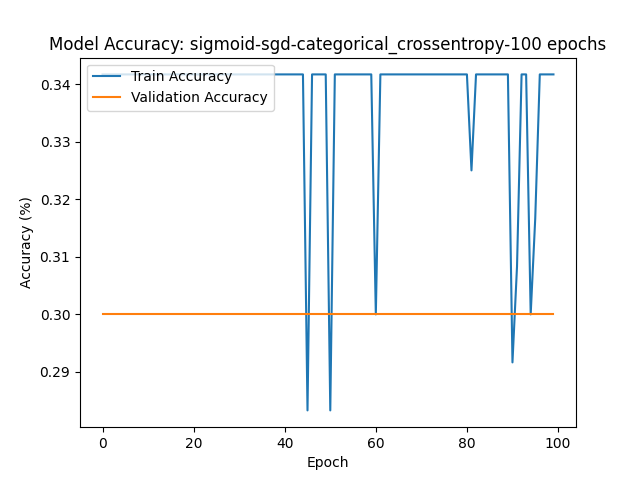 Model Accuracy: sigmoid-sgd-categorical_crossentropy-100 epochs
Train Accuracy
Validation Accuracy
0.34
0.33
0.32
0.31
0.30
0.29
Accuracy (%)
0 20 40 60 80 100
Epoch